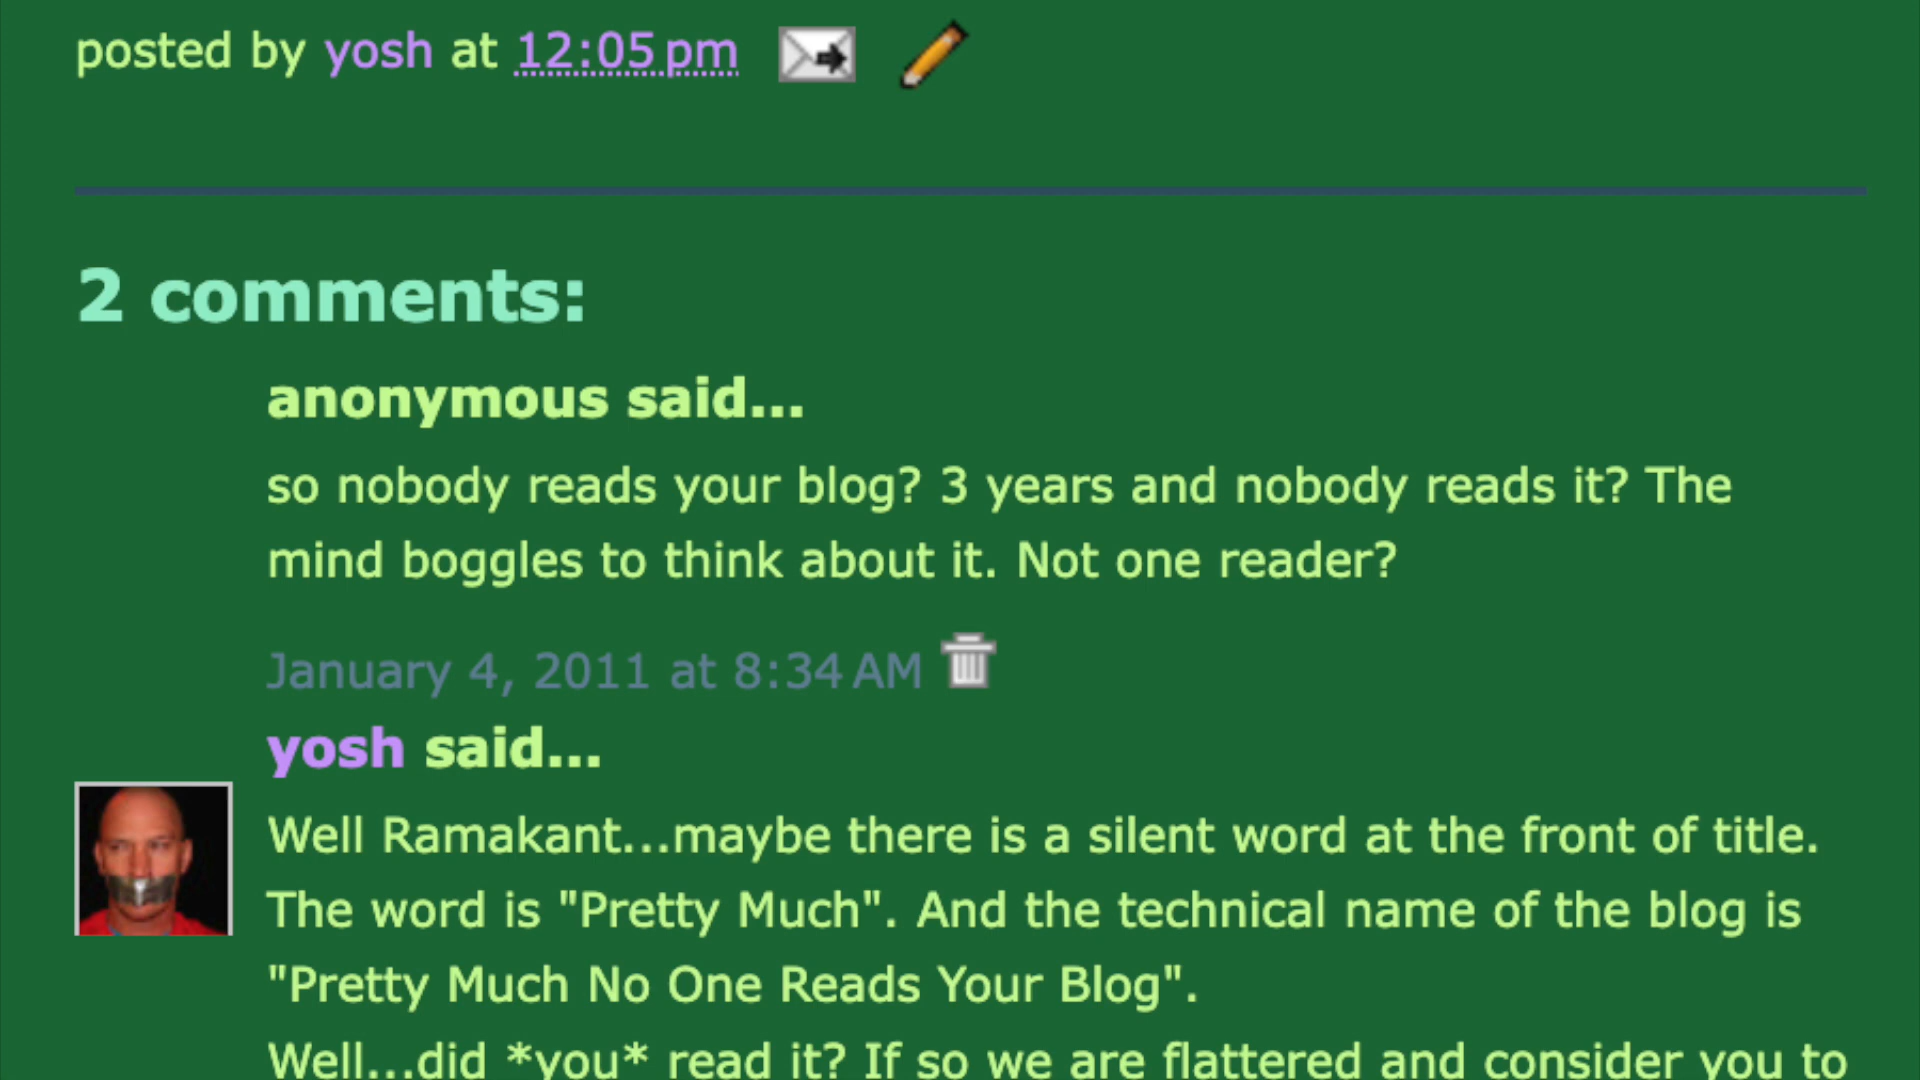 posted by yosh at 12:05 pm
2 comments:
anonymous said...
so nobody reads your blog? 3 years and nobody reads it? The
mind boggles to think about it. Not one reader?
January 4, 2011 at 8:34 AM
yosh said...
Well Ramakant...maybe there is a silent word at the front of title.
The word is "Pretty Much". And the technical name of the blog is
"Pretty Much No One Reads Your Blog".
Well...did *you* read it? If so we are flattered and consider you to